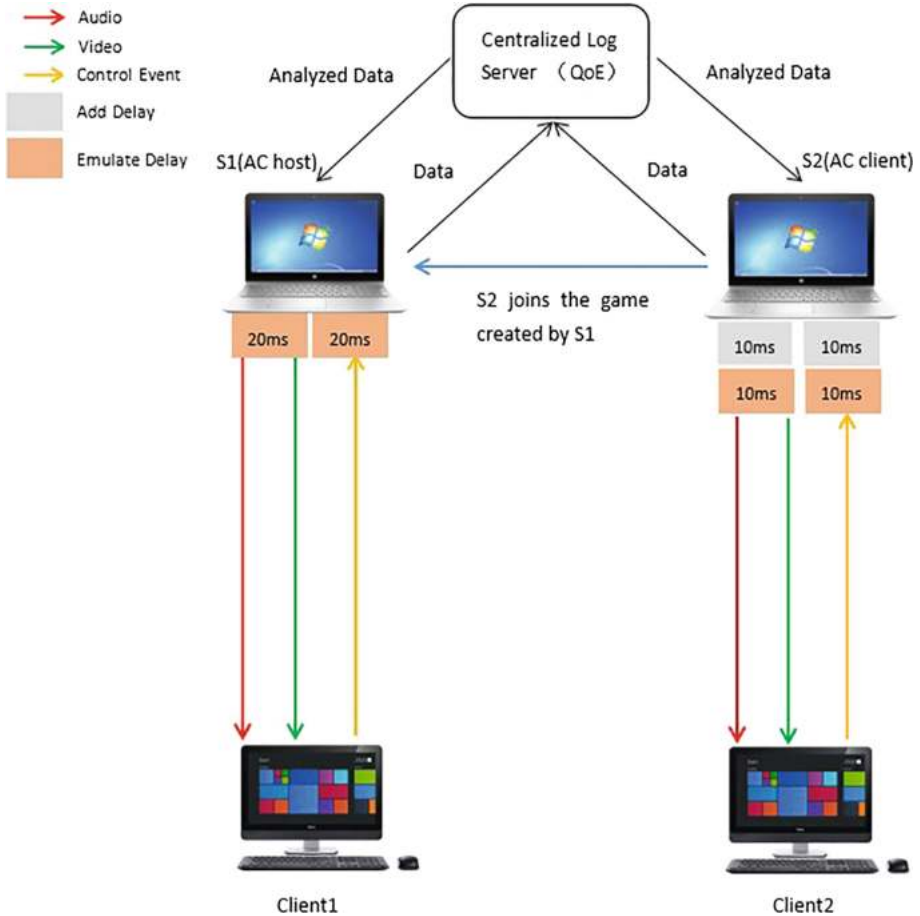 Audio
Video
Control Event
Add Delay
Emulate Delay
Centralized Log
Server （QoE）
Analyzed Data
Analyzed Data
S1(AC host)
S2(AC client)
Data
Data
S2 joins the game
created by S1
20ms
20ms
10ms
10ms
10ms
10ms
Client1
Client2